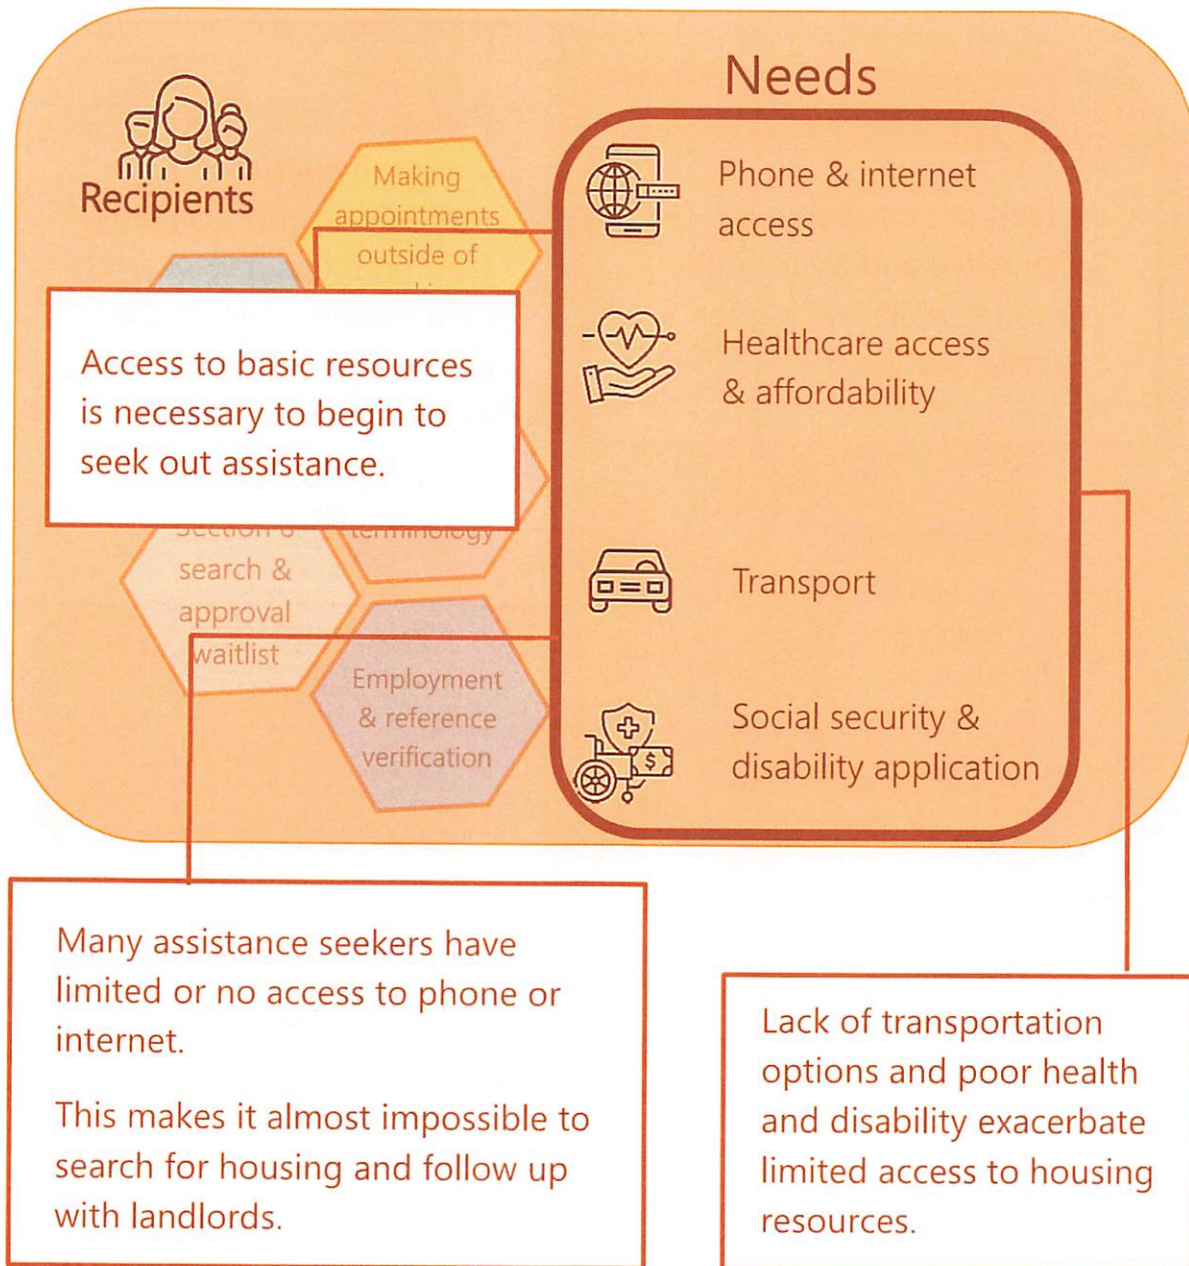 Needs
Recipients
Making
appointments
outside of
Access to basic resources
is necessary to begin to
seek out assistance.
terminology
search &
approval
waitlist
Employment
& reference
verification
Phone & internet
access
Healthcare access
& affordability
Transport
Social security &
disability application
$
Many assistance seekers have
limited or no access to phone or
internet.
This makes it almost impossible to
search for housing and follow up
with landlords.
Lack of transportation
options and poor health
and disability exacerbate
limited access to housing
resources.